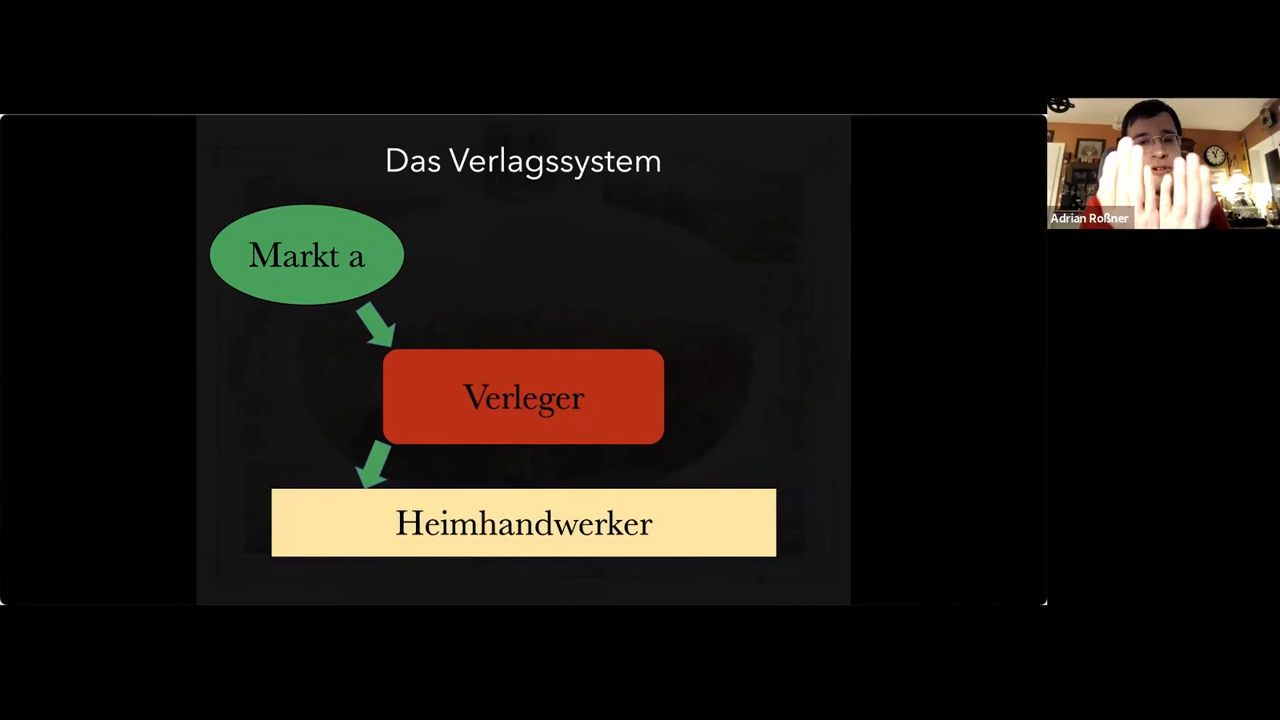 Das Verlagssystem
Markt a
Verleger
Heimhandwerker
Adrian Roßner